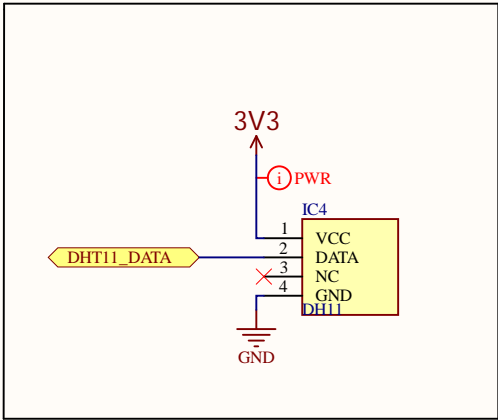 3V3
i PWR
IC4
1 VCC
DHT11_DATA 2 DATA
3 NC
4 GND
DH11
GND